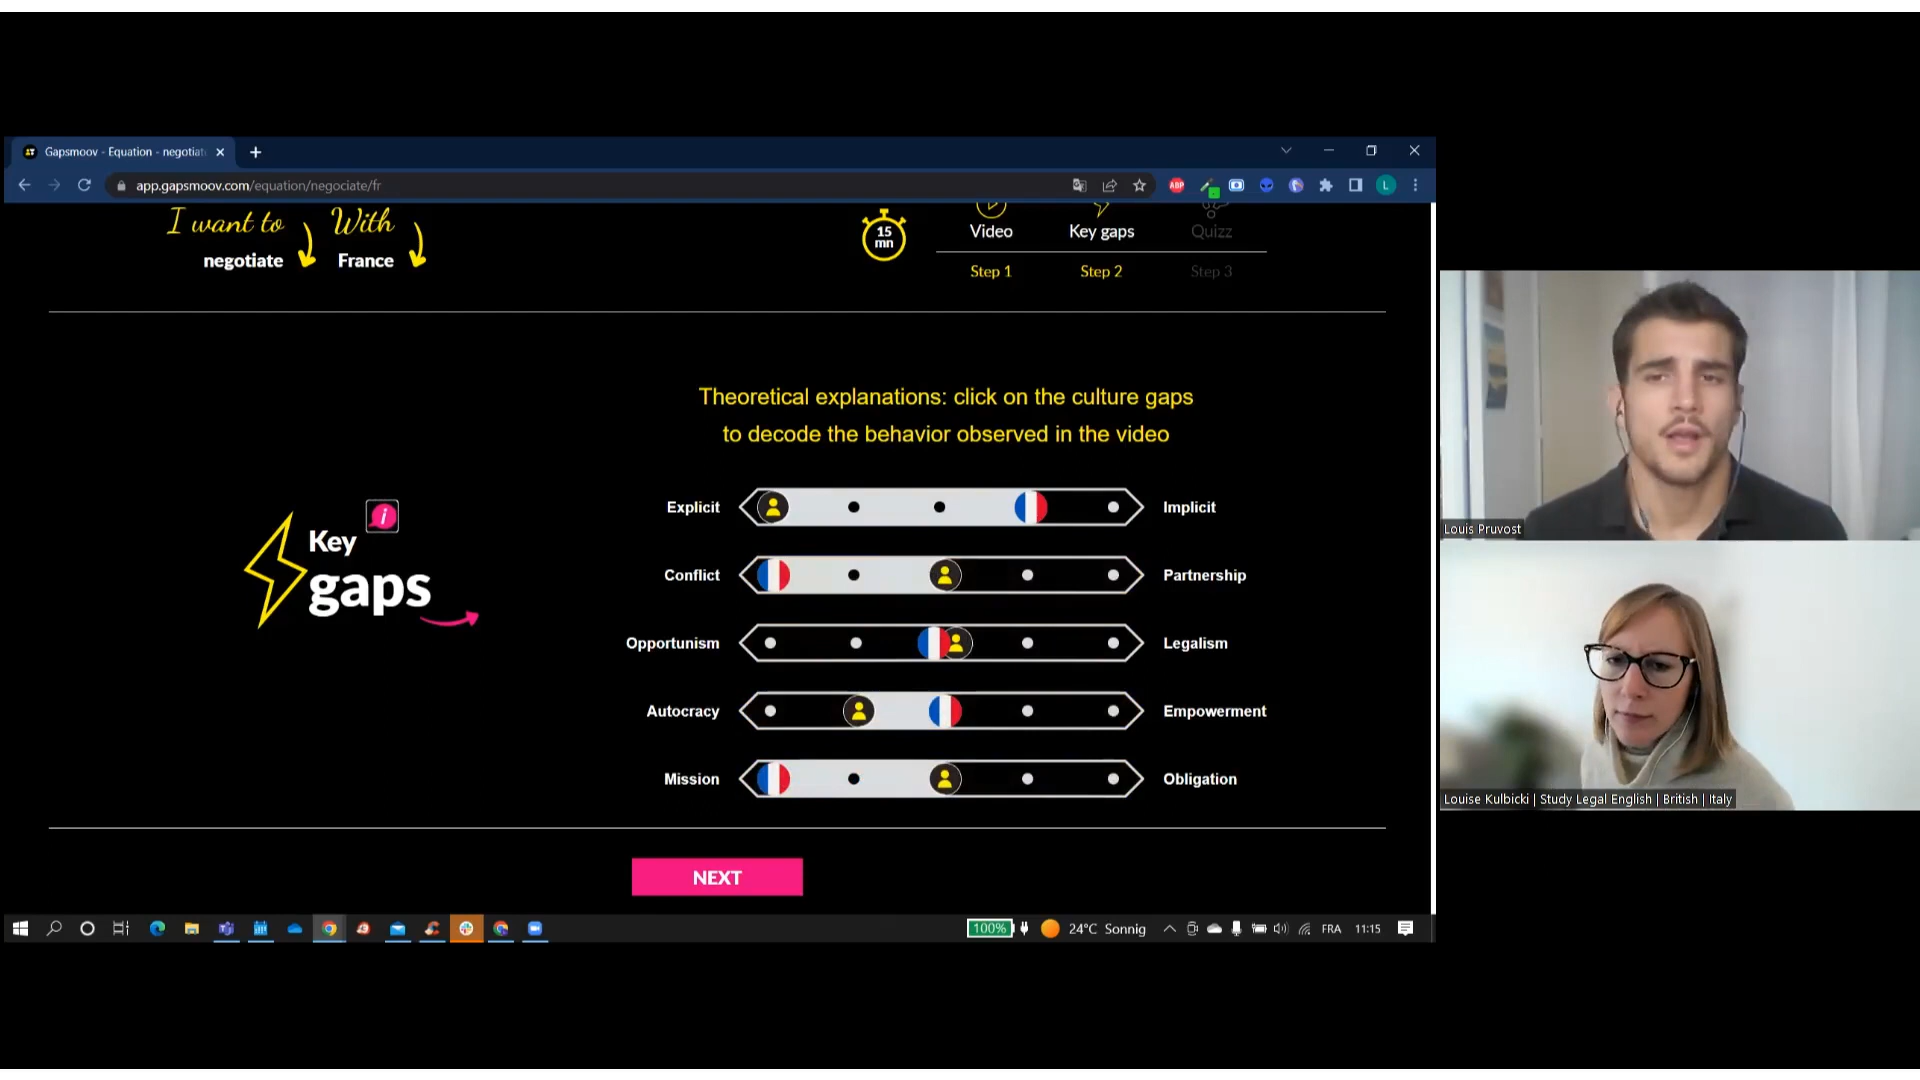 Gapsmoov - Equation - negotiat
app.gapsmoov.com/equation/negociate/fr
ABP
L
I want to
With
negotiate
France
15
mn
Video
Key gaps
Quizz
Step 1
Step 2
Step 3
Theoretical explanations: click on the culture gaps
to decode the behavior observed in the video
Key
gaps
i
Explicit
Implicit
Conflict
Partnership
Opportunism
Legalism
Autocracy
Empowerment
Mission
Obligation
NEXT
100%
24°C Sonnig
FRA
11:15
Louis Pruvost
Louise Kulbicki | Study Legal English | British | Italy